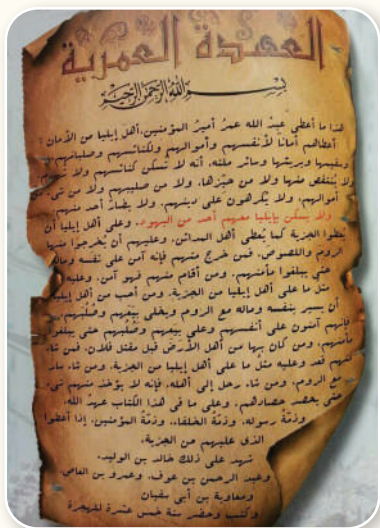 العهدة العمرية
بسم الله الرحمن الرحيم
هذا ما أعطى عبد الله عمر أمير المؤمنين، أهل إيليا من الأمان:
أعطاهم أمانًا لأنفسهم وأموالهم ولكنائسهم وصلبانهم
وسقيمها وبريئها وسائر ملتها، أنه لا تسكن كنائسهم ولا تهدم
ولا ينتقص منها ولا من حيزها، ولا من صليبهم ولا من شيء من
أموالهم، ولا يكرهون على دينهم، ولا يضار أحد منهم
ولا يسكن بإيليا معهم أحد من اليهود، وعلى أهل إيليا أن
يعطوا الجزية كما يعطى أهل المدائن، وعليهم أن يخرجوا منها
الروم واللصوص، فمن خرج منهم فإنه آمن على نفسه وماله
حتى يبلغوا مأمنهم، ومن أقام منهم فهو آمن، وعليه
مثل ما على أهل إيليا من الجزية، ومن أحب من أهل إيليا
أن يسير بنفسه وماله مع الروم ويخلي بيعهم وصلبهم،
فإنهم آمنون على أنفسهم وعلى بيعهم وصلبهم حتى يبلغوا
مأمنهم، ومن كان بها من أهل الأرض قبل مقتل فلان، فمن شاء
منهم قعد وعليه مثل ما على أهل إيليا من الجزية، ومن شاء سار
مع الروم، ومن شاء رجع إلى أهله، فإنه لا يؤخذ منهم شيء
حتى يحصد حصادهم، وعلى ما في هذا الكتاب عهد الله،
وذمة رسوله، وذمة الخلفاء، وذمة المؤمنين، إذا أعطوا
الذي عليهم من الجزية.
شهد على ذلك خالد بن الوليد،
وعبد الرحمن بن عوف، وعمرو بن العاص
ومعاوية بن أبي سفيان
وكتب وحضر سنة خمس عشرة للهجرة